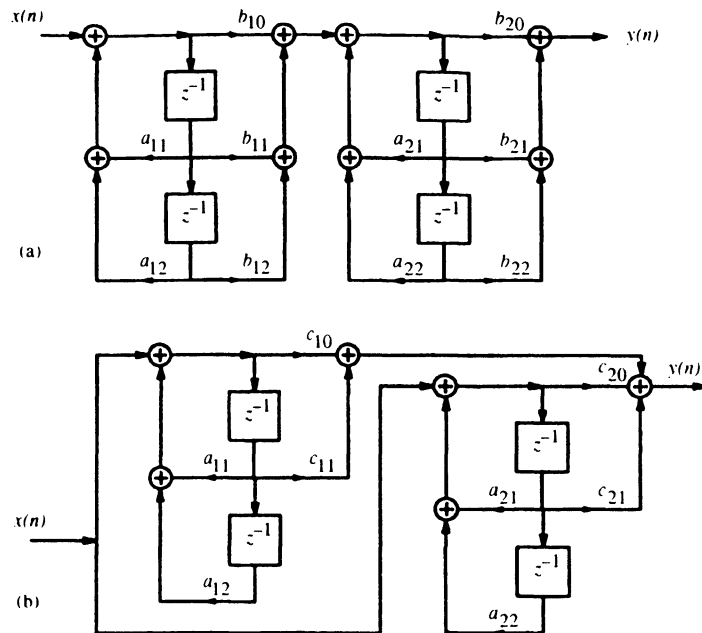 x(n) b10 b20 y(n)
z⁻¹ z⁻¹
a11 b11 a21 b21
z⁻¹ z⁻¹
(a) a12 b12 a22 b22
c10 c20 y(n)
z⁻¹
z⁻¹
a11 c11
a21 c21
x(n)
z⁻¹
z⁻¹
a12
(b)
a22